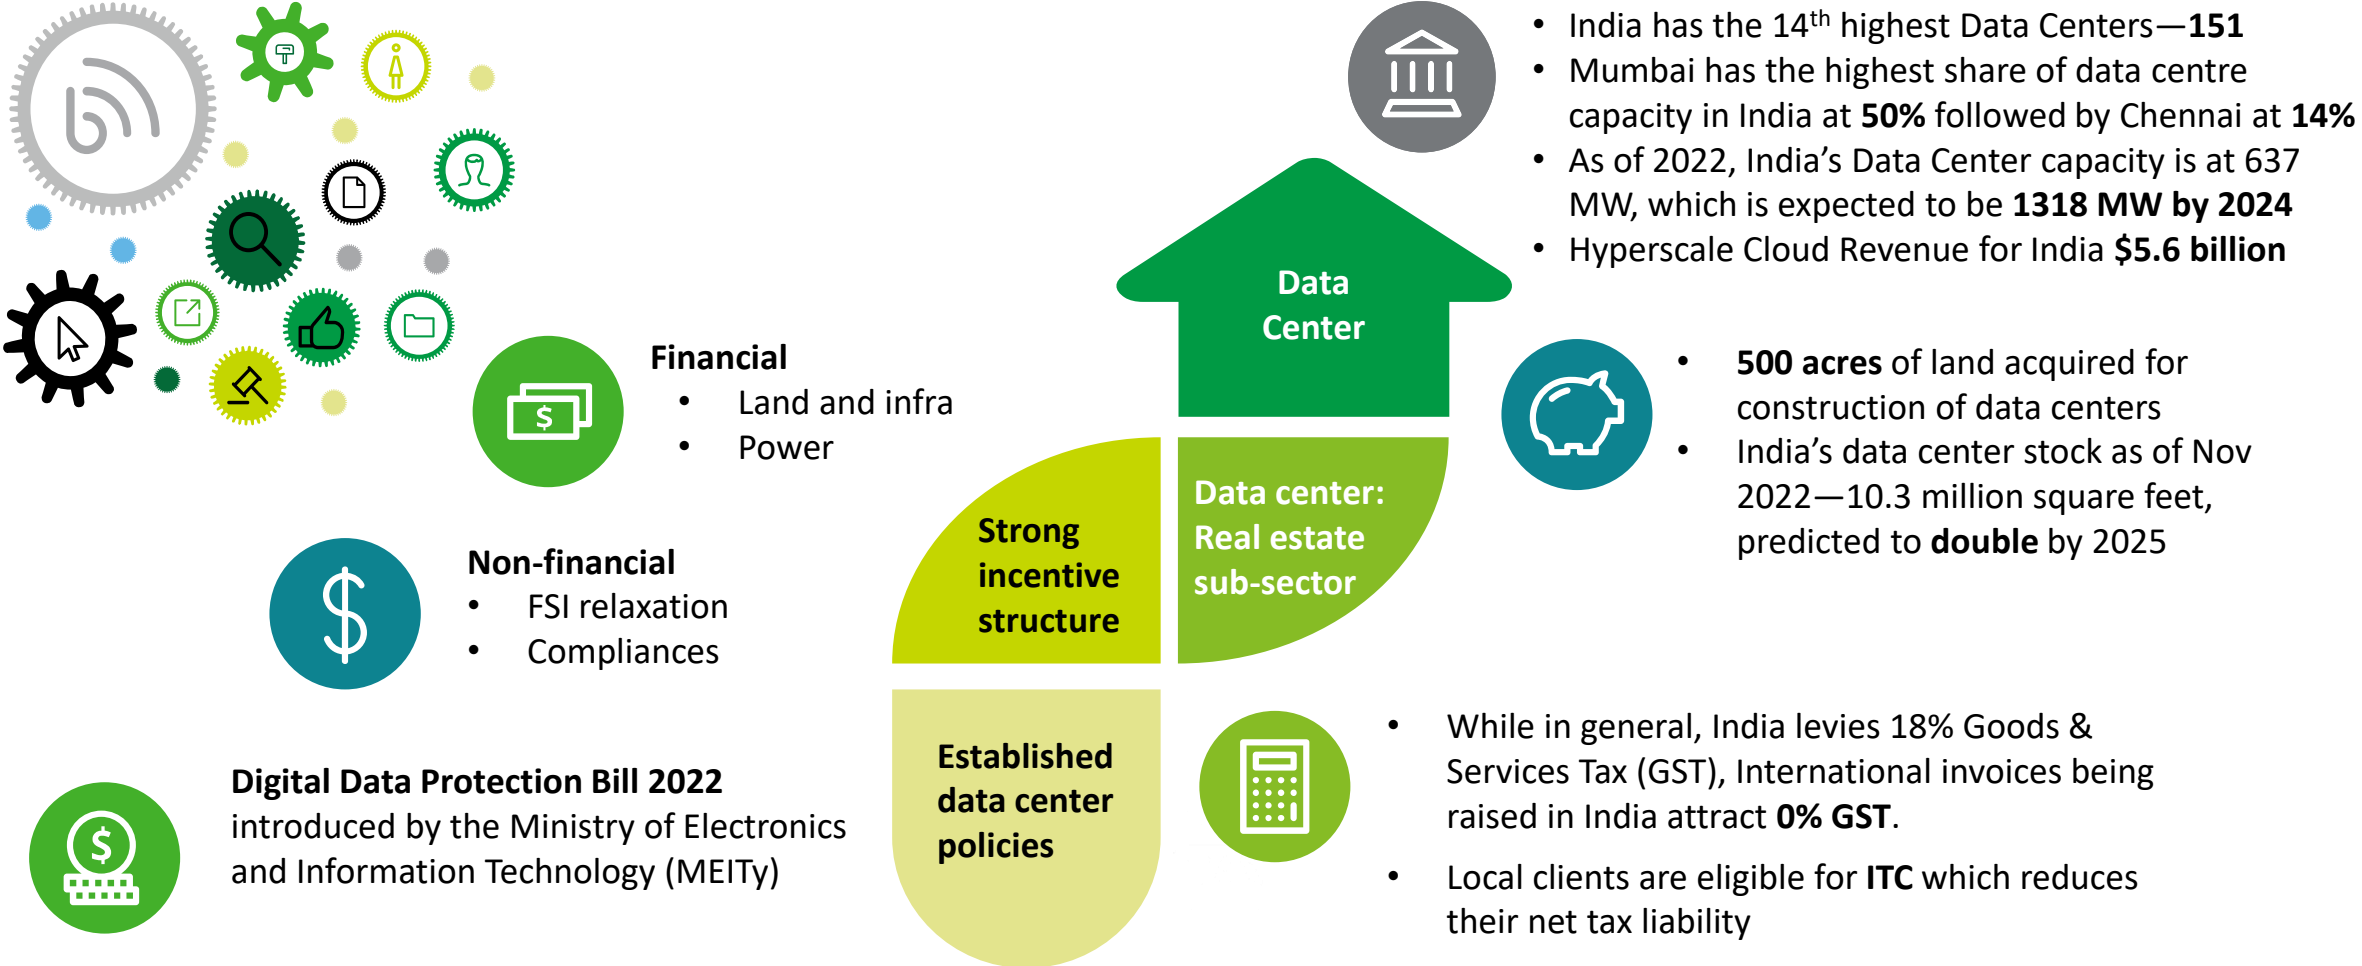 • India has the 14th highest Data Centers—151
• Mumbai has the highest share of data centre
capacity in India at 50% followed by Chennai at 14%
• As of 2022, India’s Data Center capacity is at 637
MW, which is expected to be 1318 MW by 2024
• Hyperscale Cloud Revenue for India $5.6 billion
Data
Center
Financial
• Land and infra
• Power
• 500 acres of land acquired for
construction of data centers
• India’s data center stock as of Nov
2022—10.3 million square feet,
predicted to double by 2025
Strong
incentive
structure
Data center:
Real estate
sub-sector
Non-financial
• FSI relaxation
• Compliances
Established
data center
policies
• While in general, India levies 18% Goods &
Services Tax (GST), International invoices being
raised in India attract 0% GST.
• Local clients are eligible for ITC which reduces
their net tax liability
Digital Data Protection Bill 2022
introduced by the Ministry of Electronics
and Information Technology (MEITy)